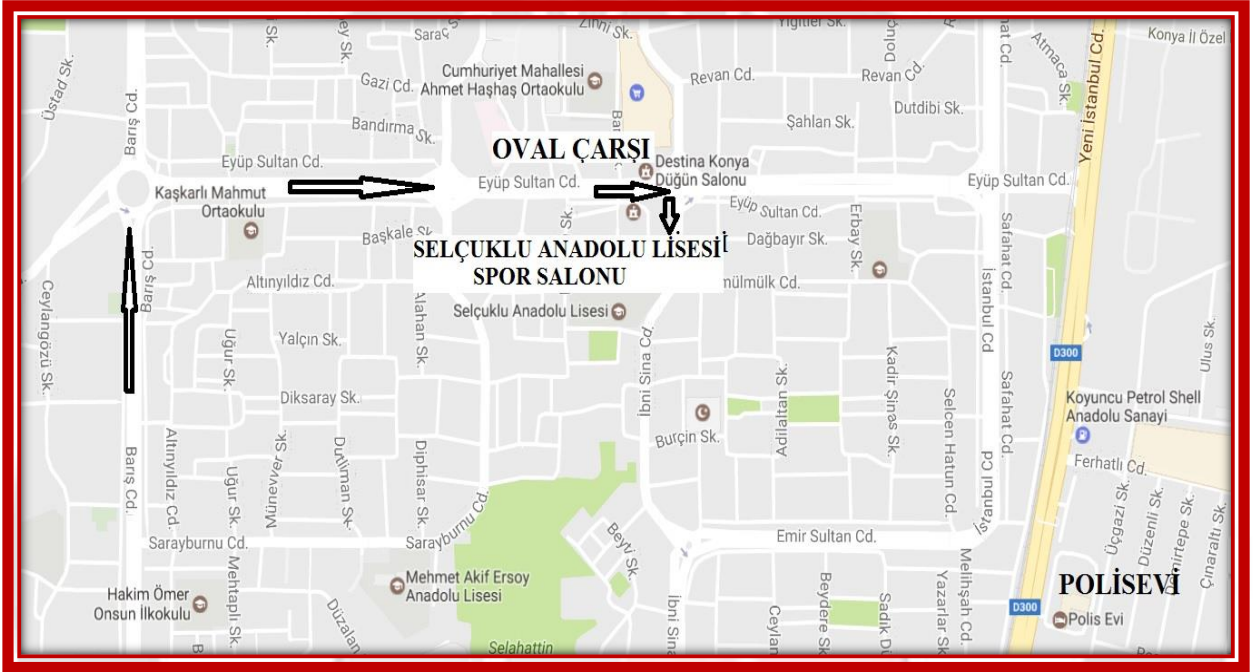 Saraç
Zinni Sk.
Yiğitler Sk.
Konya İl Özel
Üstad Sk.
Barış Cd.
Sk.
ey Sk.
Gazi Cd.
Cumhuriyet Mahallesi
Ahmet Haşhaş Ortaokulu
Revan Cd.
Revan Cd.
Atmaca Sk.
Yeni İstanbul Cd.
Bandırma Sk.
Şahlan Sk.
Dutdibi Sk.
OVAL ÇARŞI
Eyüp Sultan Cd.
Eyüp Sultan Cd.
Destina Konya
Düğün Salonu
Eyüp Sultan Cd.
Kaşkarlı Mahmut
Ortaokulu
Eyüp Sultan Cd.
Başkale Sk.
Sk.
Dağbayır Sk.
Erbay Sk.
Safahat Cd.
SELÇUKLU ANADOLU LİSESİ
SPOR SALONU
Barış Cd.
Ceylangözü Sk.
Altınyıldız Cd.
Alahan Sk.
Selçuklu Anadolu Lisesi
mülmülk Cd.
İstanbul Cd
Uğur Sk.
Yalçın Sk.
İbni Sina Cd.
Kadir Şinas Sk.
D300
Ulus Sk.
Diksaray Sk.
Selcen Hatun Cd.
Safahat Cd.
Koyuncu Petrol Shell
Anadolu Sanayi
Burçin Sk.
Barış Cd.
Altınyıldız Cd.
Uğur Sk.
Münevver Sk.
Diphisar Sk.
İstanbul Cd
Ferhatlı Cd.
Üçgazi Sk.
Düzenli Sk.
Çınaraltı Sk.
Sarayburnu Cd.
Sarayburnu Cd.
Emir Sultan Cd.
Mehtaplı Sk.
Mehmet Akif Ersoy
Anadolu Lisesi
Hakim Ömer
Onsun İlkokulu
Düzalan
Selahattin
İbni Sina
Ceylan
Beydere Sk.
Yazarlar Sk.
Melihşah Cd.
D300
POLİSEVİ
Polis Evi